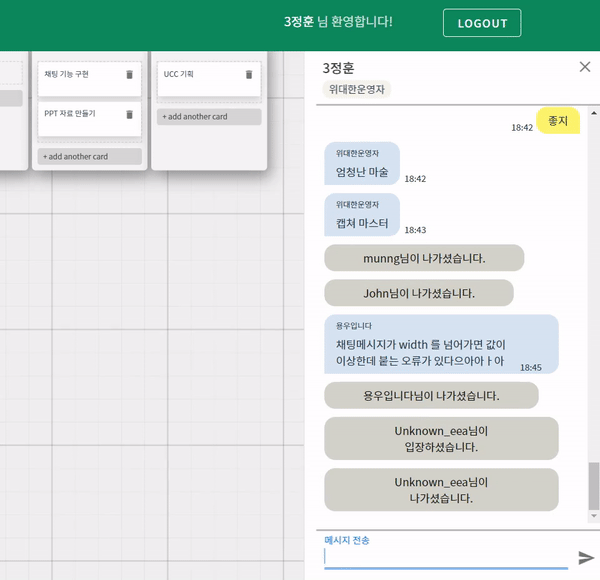 3정훈 님 환영합니다!
LOGOUT
채팅 기능 구현
PPT 자료 만들기
+ add another card
UCC 기획
+ add another card
3정훈
위대한운영자
좋지
18:42
위대한운영자
엄청난 마술
18:42
위대한운영자
캡쳐 마스터
18:43
munng님이 나가셨습니다.
John님이 나가셨습니다.
용우입니다
채팅메시지가 width 를 넘어가면 값이
이상한데 붙는 오류가 있다으아아ㅏ아
18:45
용우입니다님이 나가셨습니다.
Unknown_eea님이
입장하셨습니다.
Unknown_eea님이
나가셨습니다.
메시지 전송